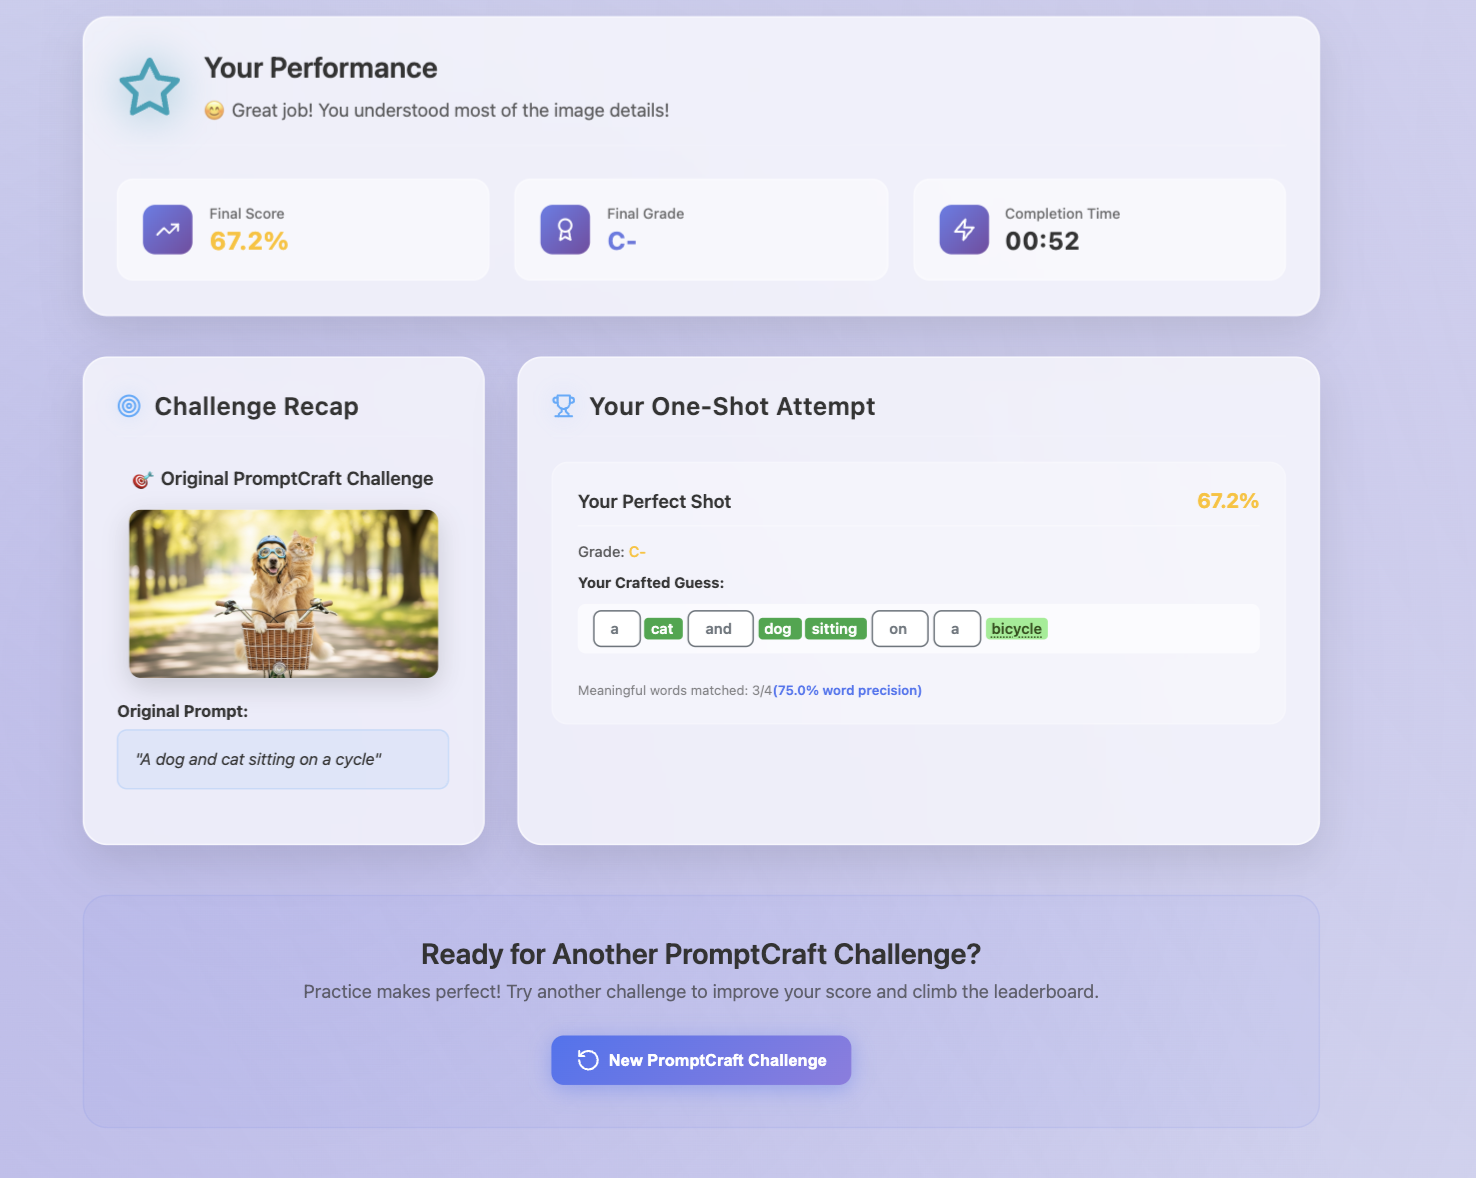 Your Performance
😊 Great job! You understood most of the image details!
Final Score
67.2%
Final Grade
C-
Completion Time
00:52
Challenge Recap
🎯 Original PromptCraft Challenge
Original Prompt:
"A dog and cat sitting on a cycle"
Your One-Shot Attempt
Your Perfect Shot 67.2%
Grade: C-
Your Crafted Guess:
a cat and dog sitting on a bicycle
Meaningful words matched: 3/4(75.0% word precision)
Ready for Another PromptCraft Challenge?
Practice makes perfect! Try another challenge to improve your score and climb the leaderboard.
New PromptCraft Challenge